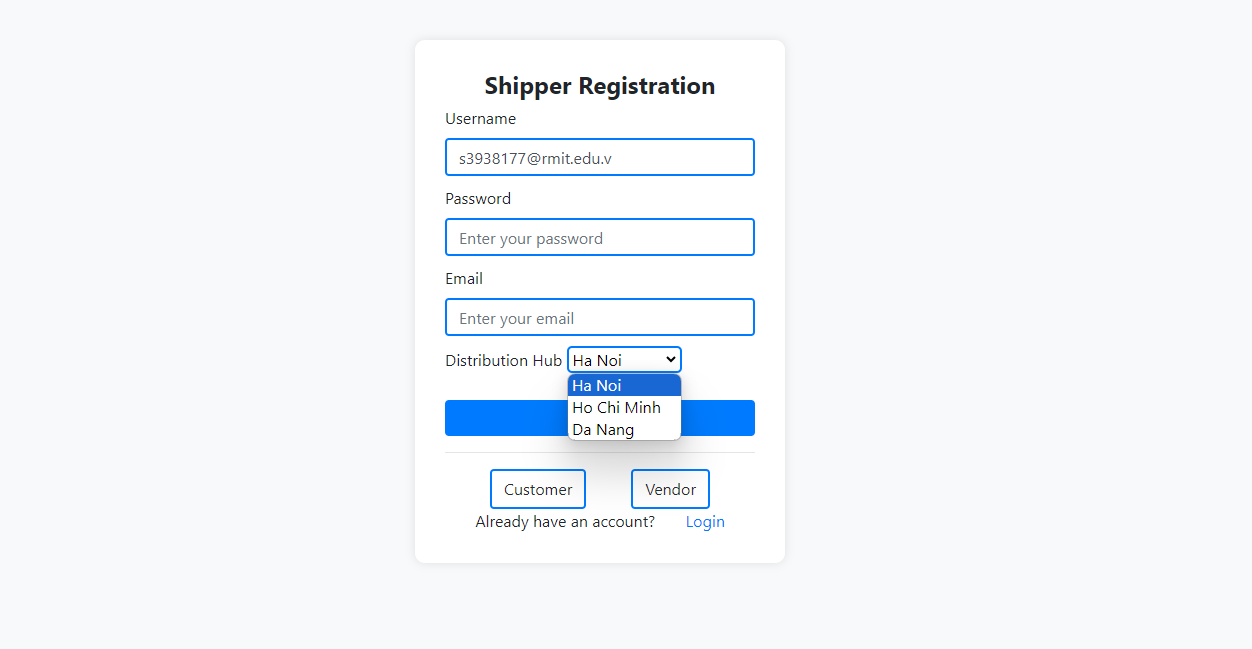 Shipper Registration
Username
s3938177@rmit.edu.v
Password
Enter your password
Email
Enter your email
Distribution Hub Ha Noi
Ha Noi
Ho Chi Minh
Da Nang
Customer Vendor
Already have an account? Login